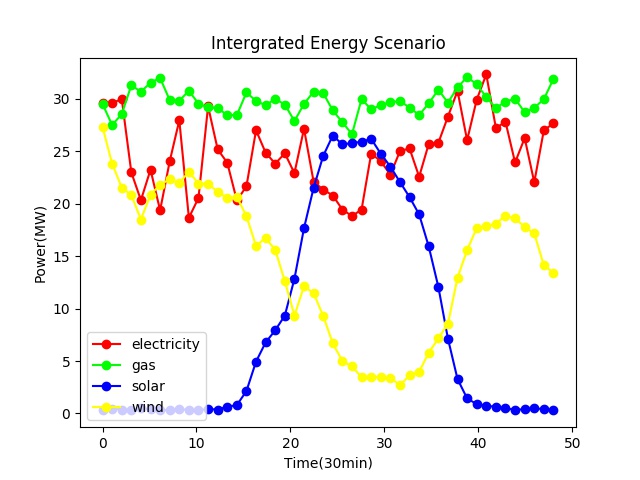 Intergrated Energy Scenario
Power(MW)
30
25
20
15
10
5
0
electricity
gas
solar
wind
0 10 20 30 40 50
Time(30min)